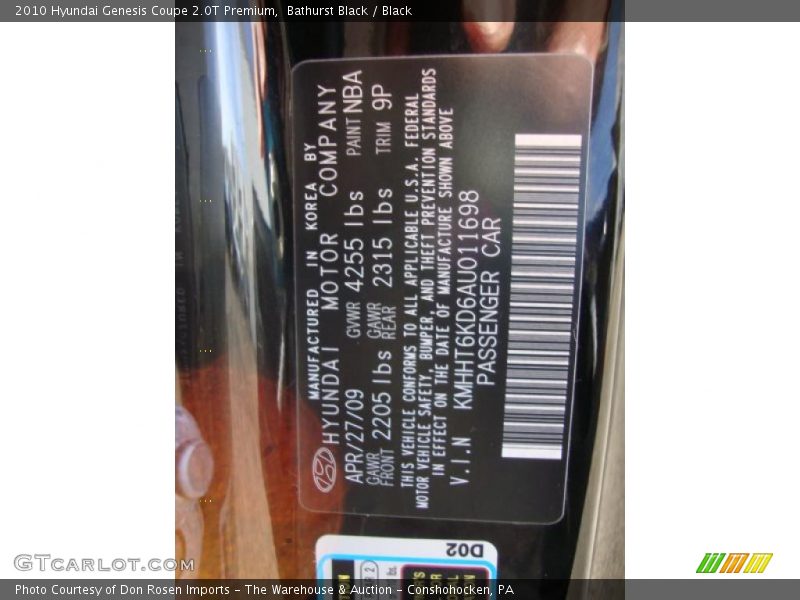 2010 Hyundai Genesis Coupe 2.0T Premium,  Bathurst Black / Black
MANUFACTURED IN KOREA BY
HYUNDAI MOTOR COMPANY
APR/27/09 GVWR 4255 lbs PAINT NBA
GAWR FRONT 2205 lbs GAWR REAR 2315 lbs TRIM 9P
THIS VEHICLE CONFORMS TO ALL APPLICABLE U.S.A. FEDERAL
MOTOR VEHICLE SAFETY, BUMPER, AND THEFT PREVENTION STANDARDS
IN EFFECT ON THE DATE OF MANUFACTURE SHOWN ABOVE
V.I.N KMHHT6KD6AU011698
PASSENGER CAR
D02
GTCarlot.com
Photo Courtesy of Don Rosen Imports - The Warehouse & Auction - Conshohocken, PA